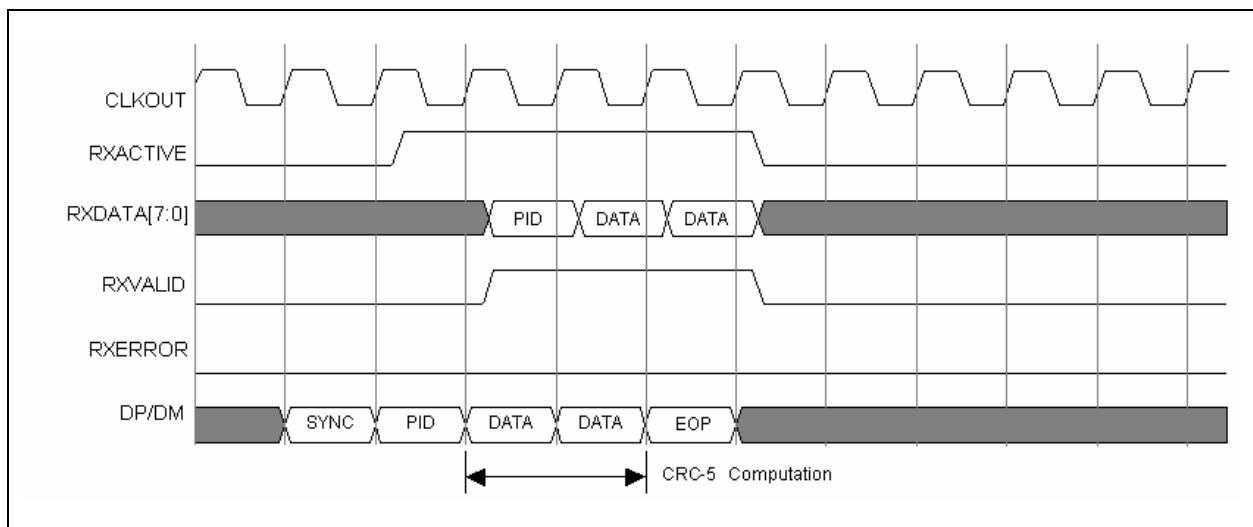 CLKOUT
RXACTIVE
RXDATA[7:0] PID DATA DATA
RXVALID
RXERROR
DP/DM SYNC PID DATA DATA EOP
CRC-5 Computation